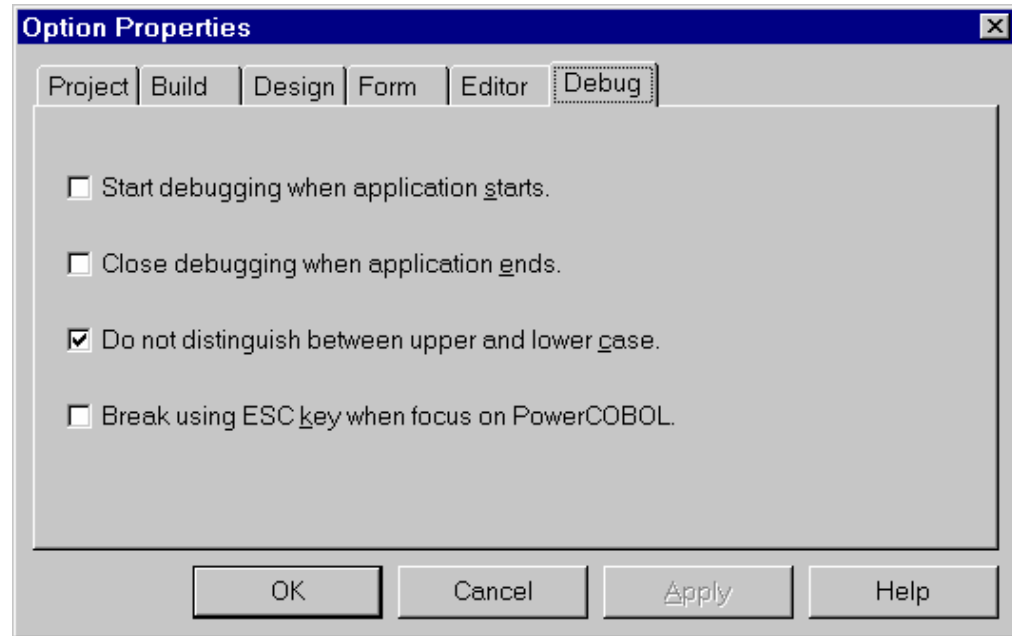 Option Properties
Project Build Design Form Editor Debug
Start debugging when application starts.
Close debugging when application ends.
Do not distinguish between upper and lower case.
Break using ESC key when focus on PowerCOBOL.
OK Cancel Apply Help